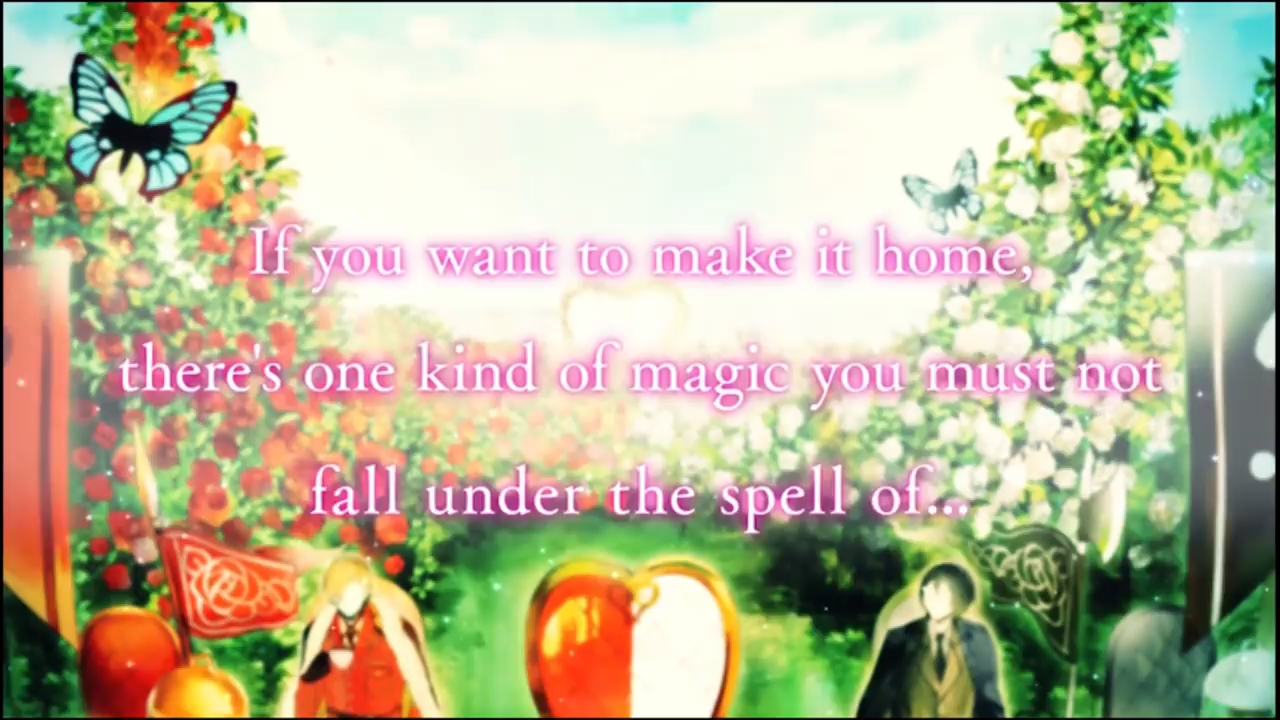 If you want to make it home,
there's one kind of magic you must not
fall under the spell of...